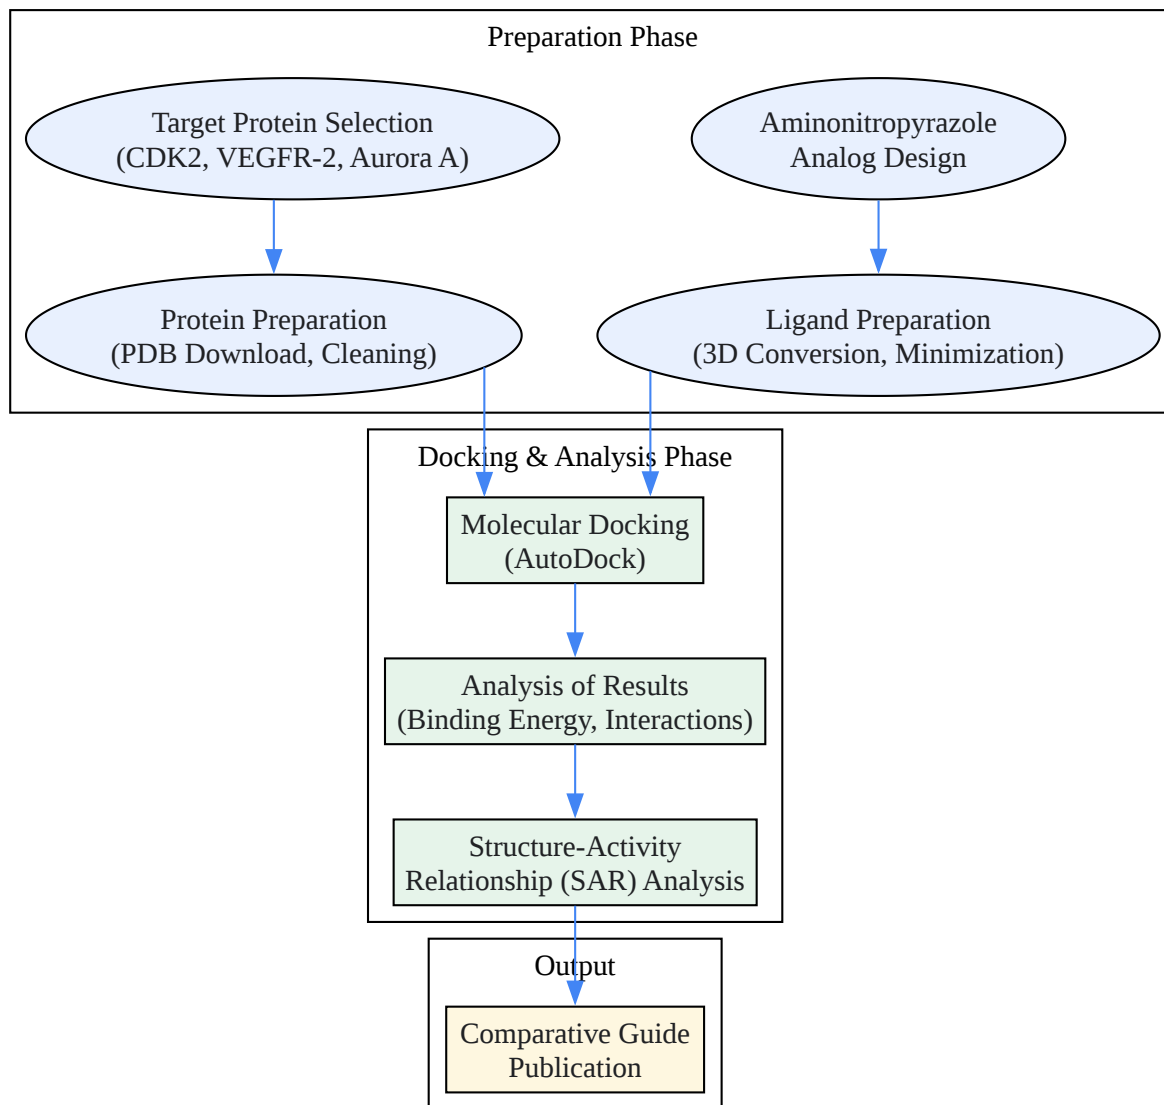 Preparation Phase
Target Protein Selection
(CDK2, VEGFR-2, Aurora A)
Aminonitropyrazole
Analog Design
Protein Preparation
(PDB Download, Cleaning)
Ligand Preparation
(3D Conversion, Minimization)
Docking & Analysis Phase
Molecular Docking
(AutoDock)
Analysis of Results
(Binding Energy, Interactions)
Structure-Activity
Relationship (SAR) Analysis
Output
Comparative Guide
Publication